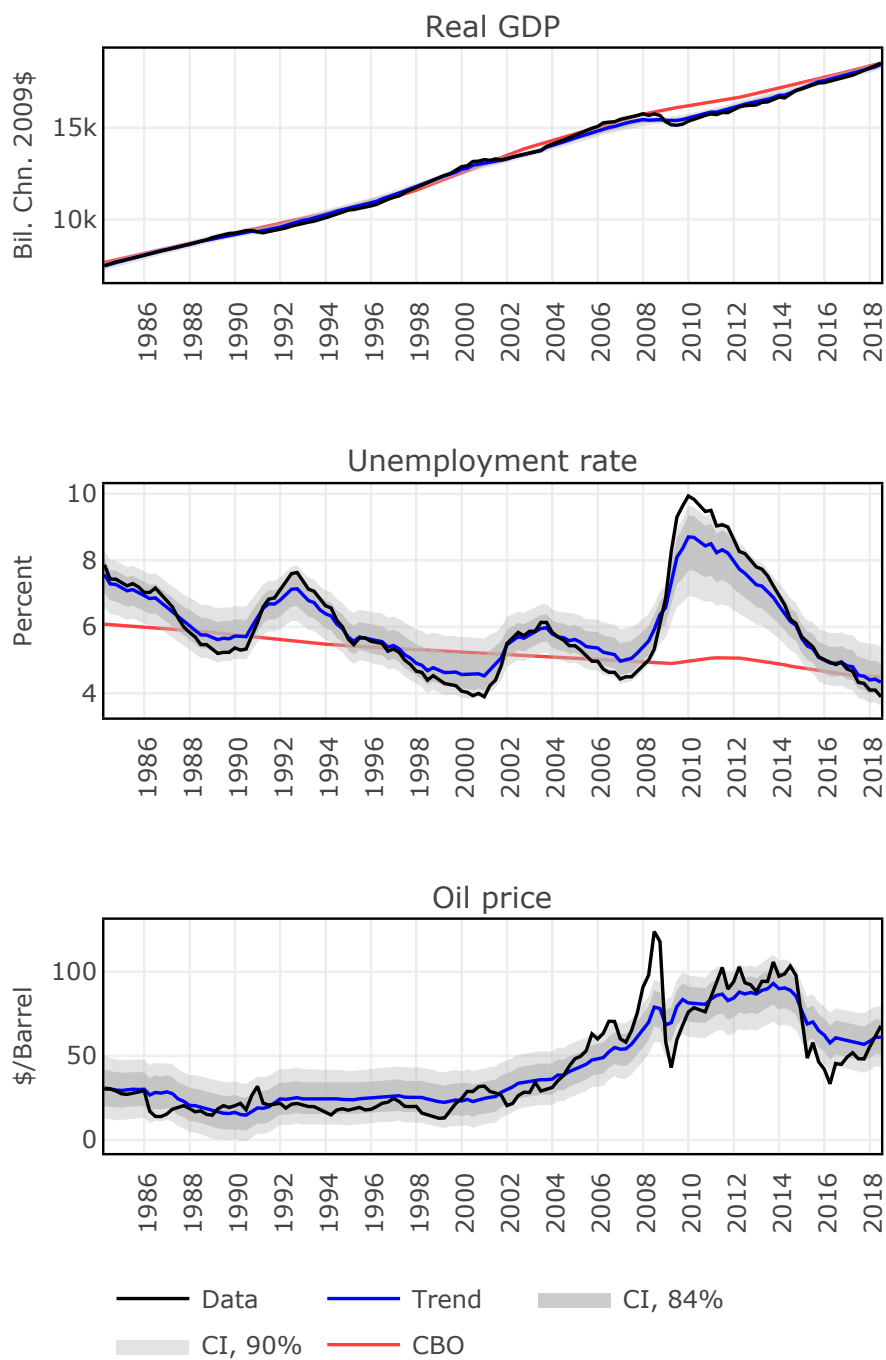 Real GDP
Bil. Chn. 2009$
15k
10k
1986 1988 1990 1992 1994 1996 1998 2000 2002 2004 2006 2008 2010 2012 2014 2016 2018
Unemployment rate
Percent
10
8
6
4
1986 1988 1990 1992 1994 1996 1998 2000 2002 2004 2006 2008 2010 2012 2014 2016 2018
Oil price
$/Barrel
100
50
0
1986 1988 1990 1992 1994 1996 1998 2000 2002 2004 2006 2008 2010 2012 2014 2016 2018
Data Trend CI, 84%
CI, 90% CBO